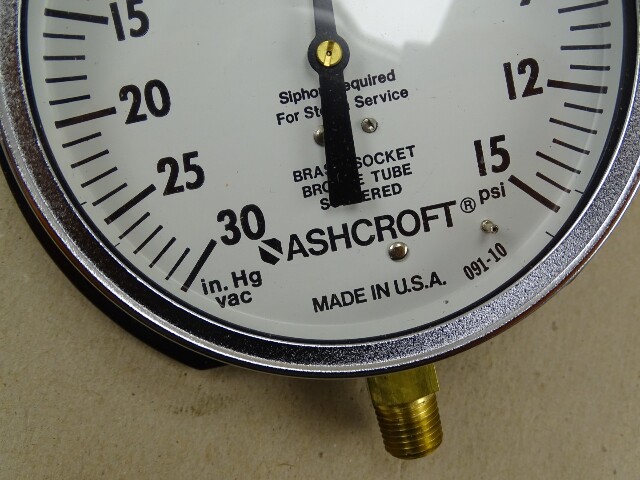 15
20
25
30
in. Hg
vac
12
15
psi
Required
For Service
SOCKET
TUBE
ASHCROFT®
MADE IN U.S.A.
091-10